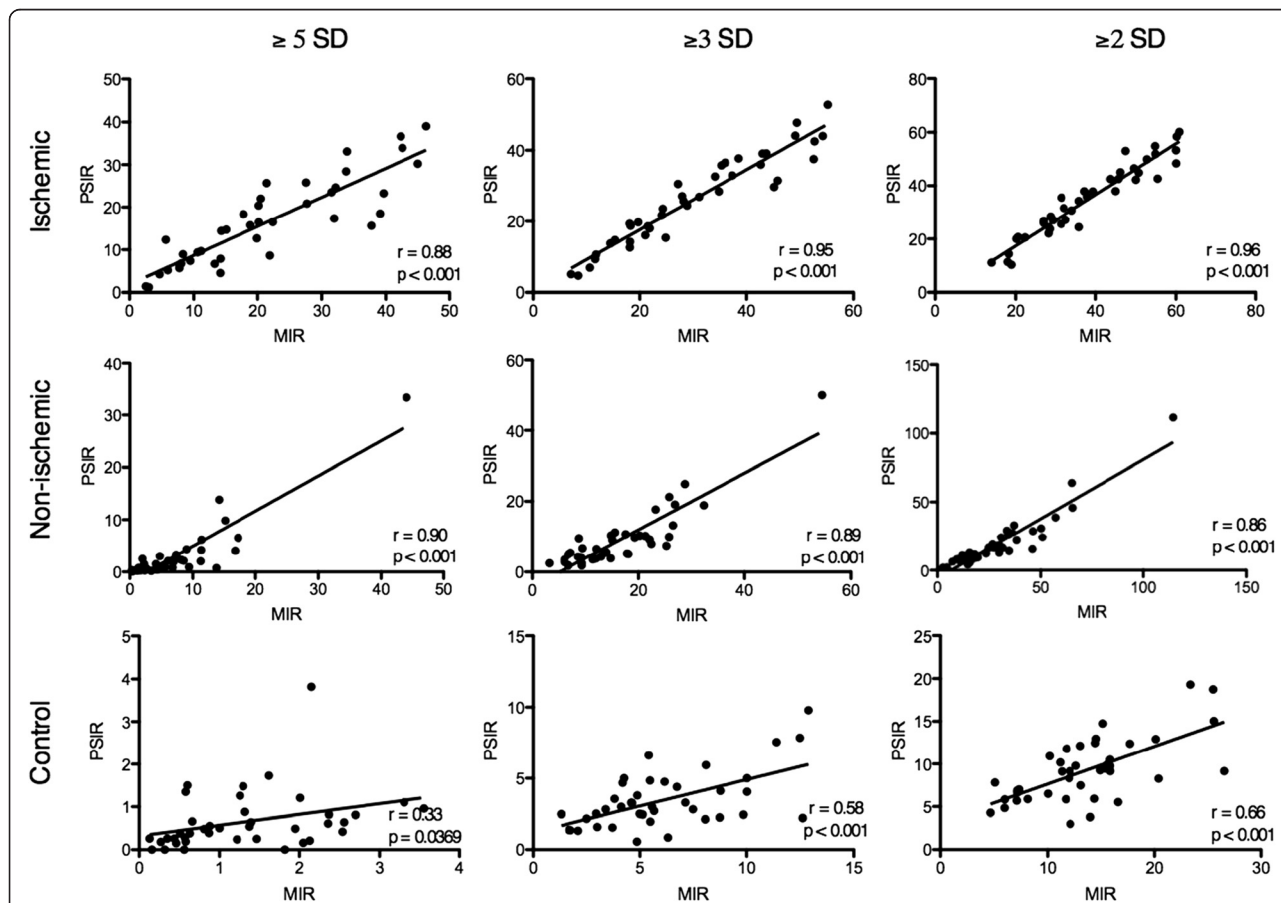 ≥ 5 SD
≥3 SD
≥2 SD
Ischemic
PSIR
50
40
30
20
10
0
0 10 20 30 40 50
MIR
r = 0.88
p < 0.001
PSIR
60
40
20
0
0 20 40 60
MIR
r = 0.95
p < 0.001
PSIR
80
60
40
20
0
0 20 40 60 80
MIR
r = 0.96
p < 0.001
Non-ischemic
PSIR
40
30
20
10
0
0 10 20 30 40 50
MIR
r = 0.90
p < 0.001
PSIR
60
40
20
0
0 20 40 60
MIR
r = 0.89
p < 0.001
PSIR
150
100
50
0
0 50 100 150
MIR
r = 0.86
p < 0.001
Control
PSIR
5
4
3
2
1
0
0 1 2 3 4
MIR
r = 0.33
p = 0.0369
PSIR
15
10
5
0
0 5 10 15
MIR
r = 0.58
p < 0.001
PSIR
25
20
15
10
5
0
0 10 20 30
MIR
r = 0.66
p < 0.001